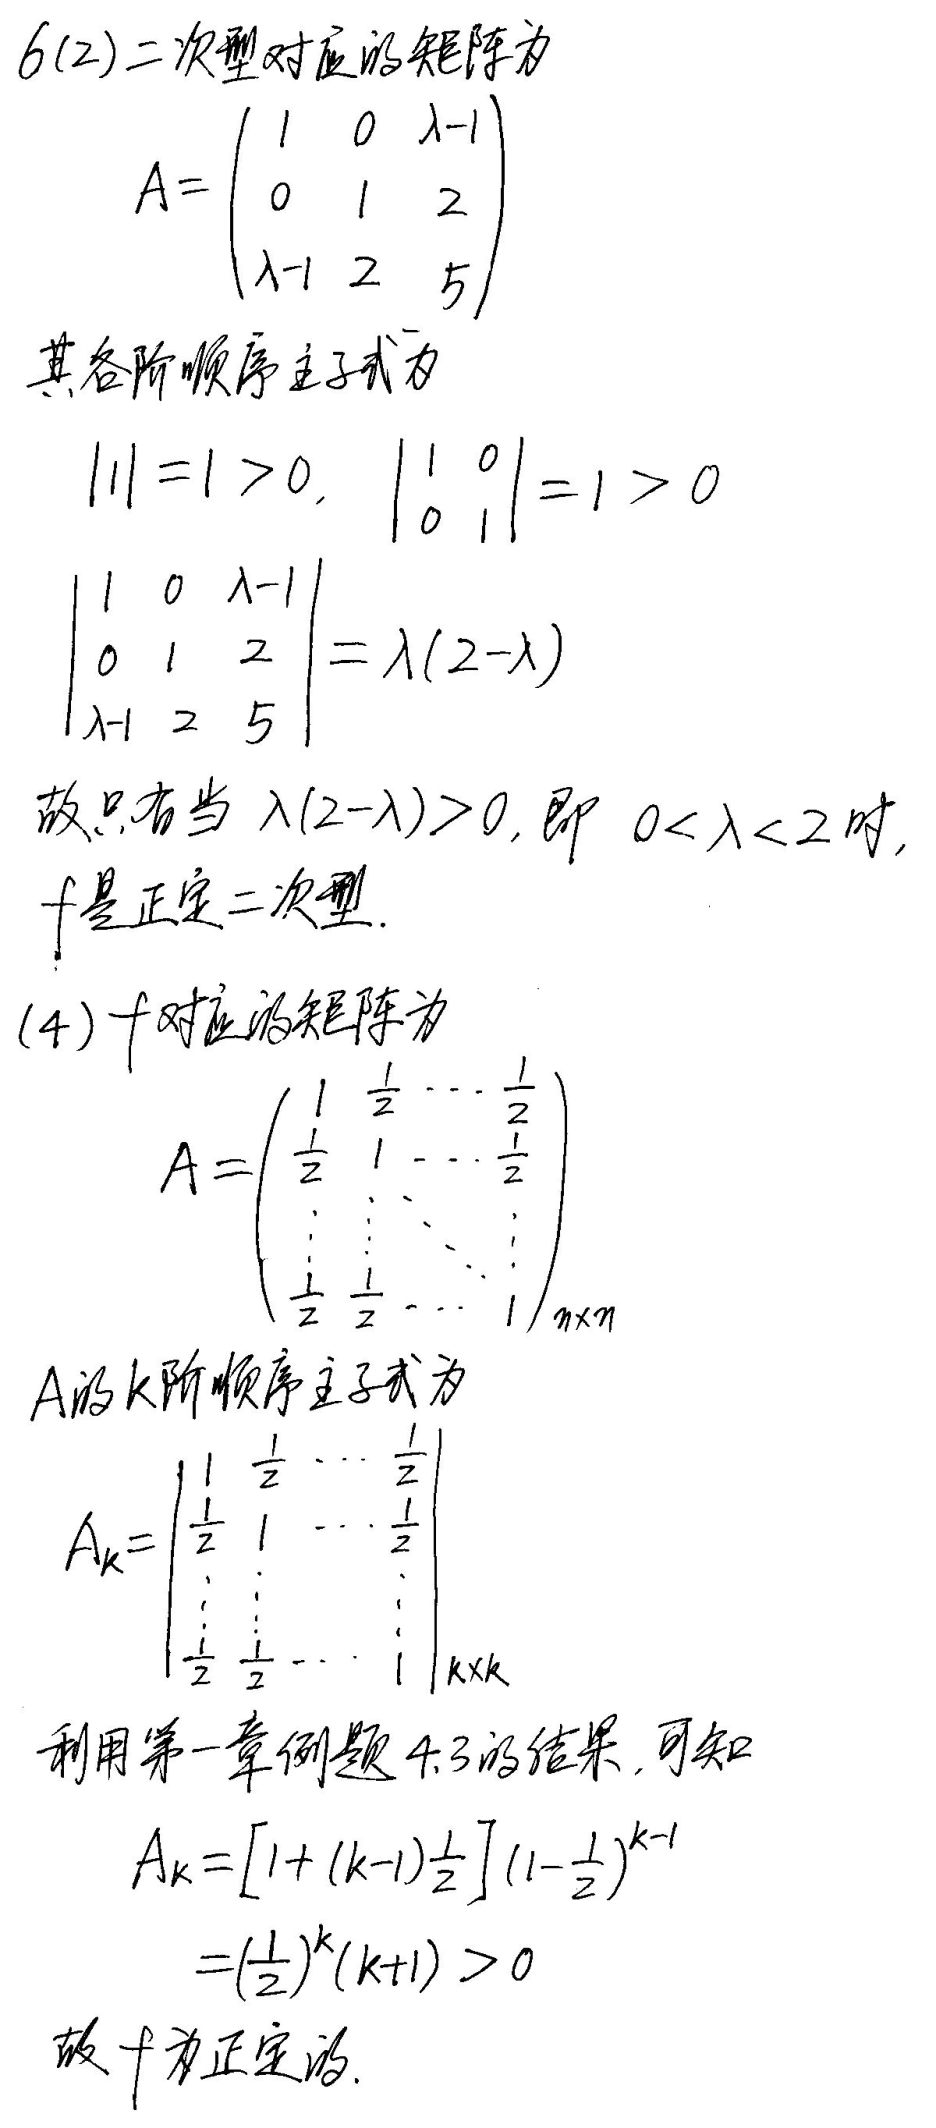 6(2)二次型对应的矩阵为
A = ( 1 0 λ-1
0 1 2
λ-1 2 5 )
其各阶顺序主子式为
|1| = 1 > 0, | 1 0 ; 0 1 | = 1 > 0
| 1 0 λ-1
0 1 2
λ-1 2 5 | = λ(2-λ)
故只有当 λ(2-λ)>0, 即 0<λ<2时,
f是正定二次型.
(4) f对应的矩阵为
A = ( 1 1/2 ··· 1/2
1/2 1 ··· 1/2
⋮ ⋮ ⋱ ⋮
1/2 1/2 ··· 1 )n×n
A的k阶顺序主子式为
Ak = | 1 1/2 ··· 1/2
1/2 1 ··· 1/2
⋮ ⋮ ⋮
1/2 1/2 ··· 1 |k×k
利用第一章例题4.3的结果,可知
Ak = [1+(k-1)1/2](1-1/2)^(k-1)
= (1/2)^k (k+1) > 0
故f为正定的.